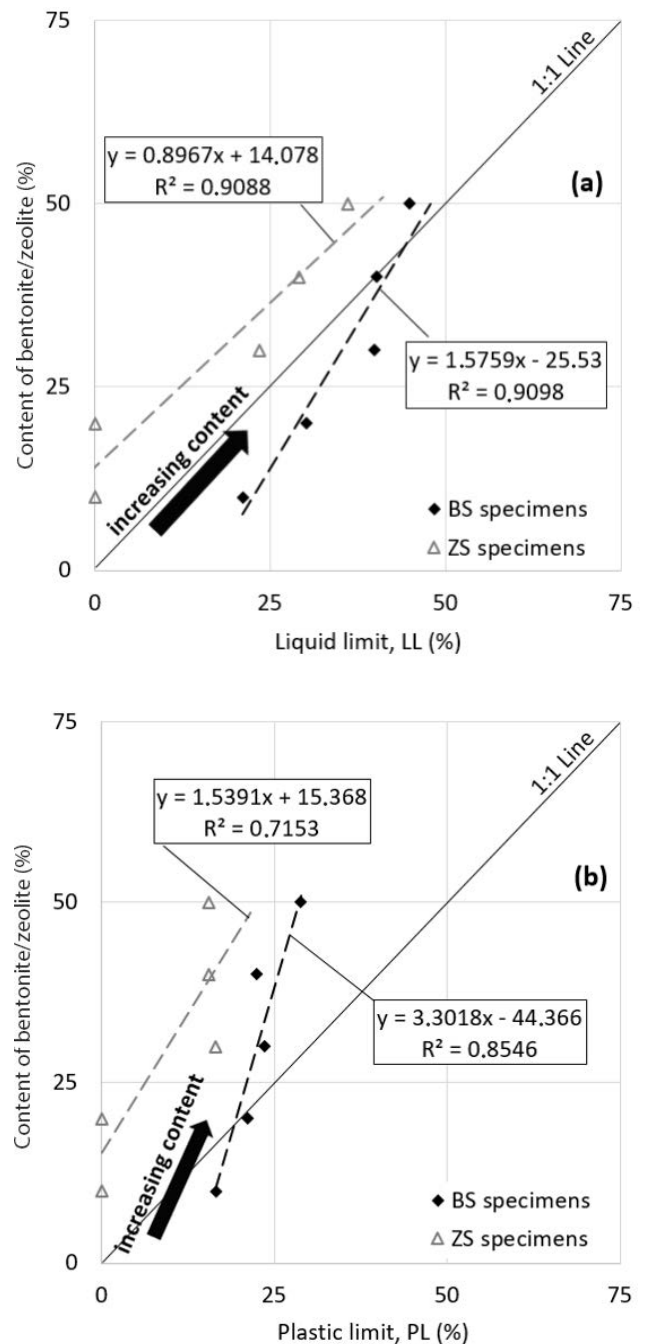 75
1:1 Line
y = 0.8967x + 14.078
R² = 0.9088
(a)
50
Content of bentonite/zeolite (%)
y = 1.5759x - 25.53
R² = 0.9098
25
increasing content
BS specimens
ZS specimens
0
0 25 50 75
Liquid limit, LL (%)
75
1:1 Line
y = 1.5391x + 15.368
R² = 0.7153
(b)
50
Content of bentonite/zeolite (%)
y = 3.3018x - 44.366
R² = 0.8546
25
increasing content
BS specimens
ZS specimens
0
0 25 50 75
Plastic limit, PL (%)